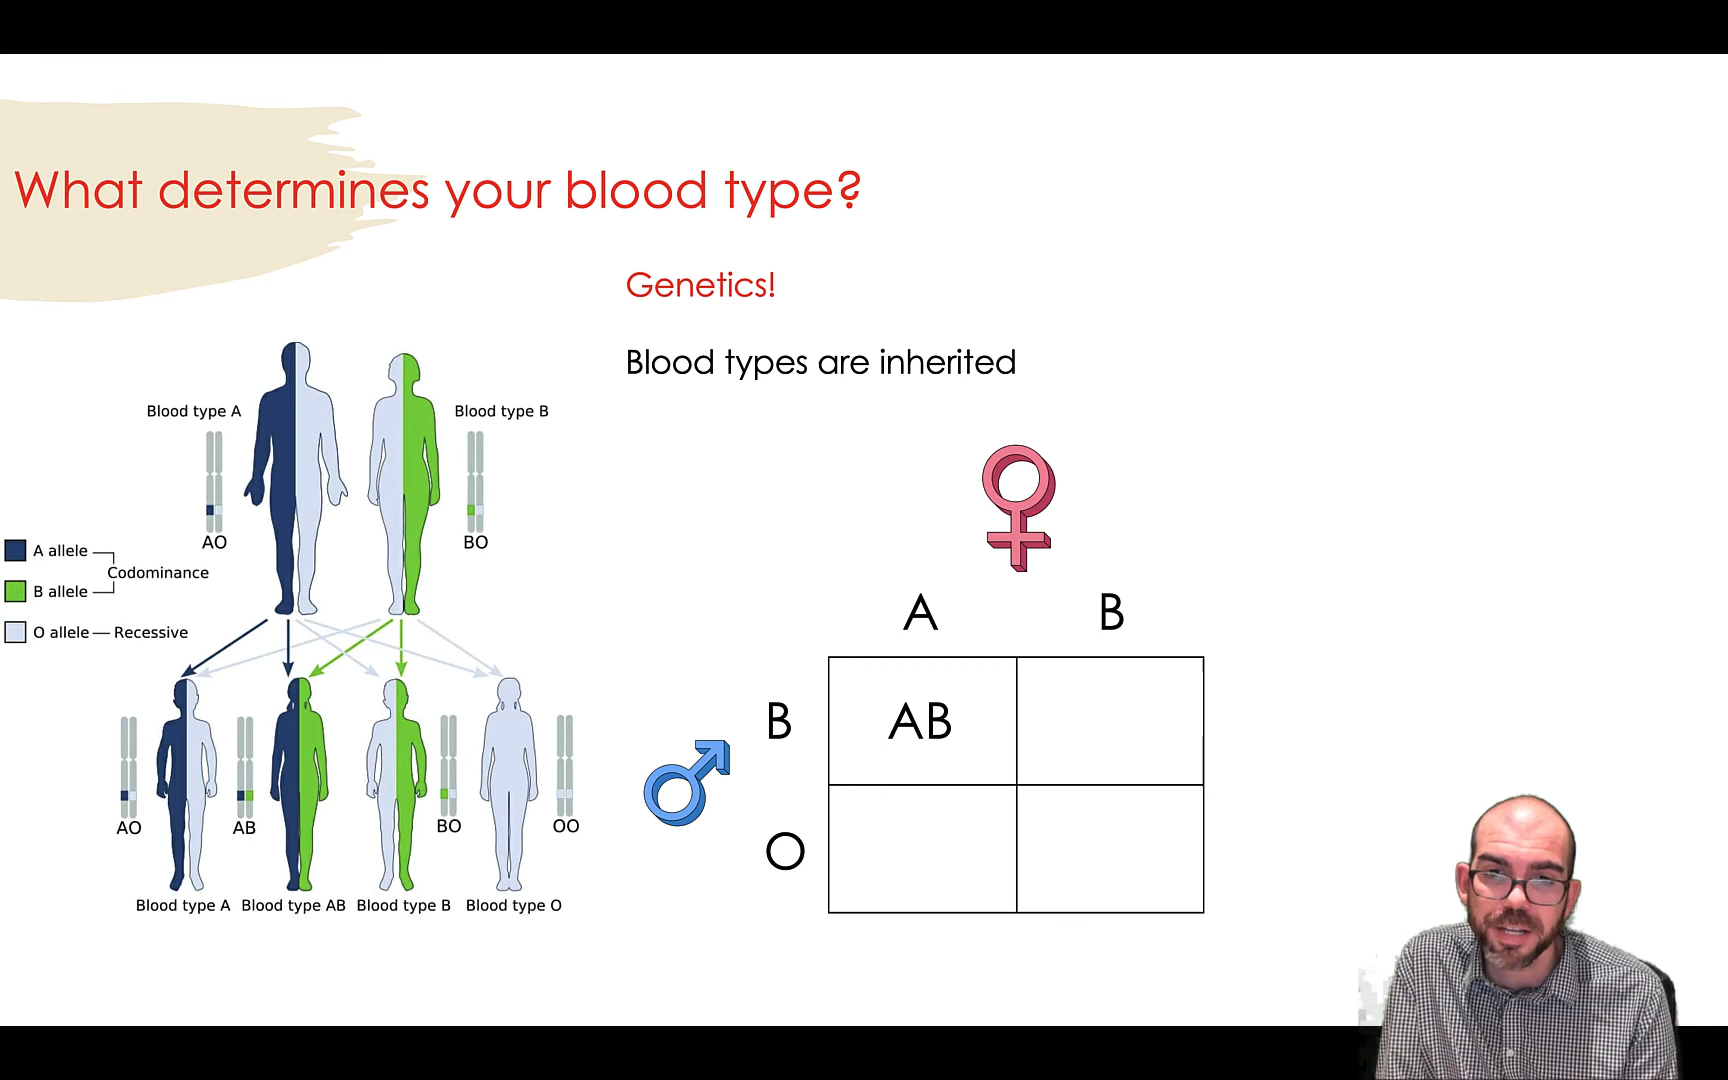 What determines your blood type?
Genetics!
Blood types are inherited
Blood type A
Blood type B
AO
BO
A allele
Codominance
B allele
O allele — Recessive
AO
AB
BO
OO
Blood type A
Blood type AB
Blood type B
Blood type O
A B
B AB
O